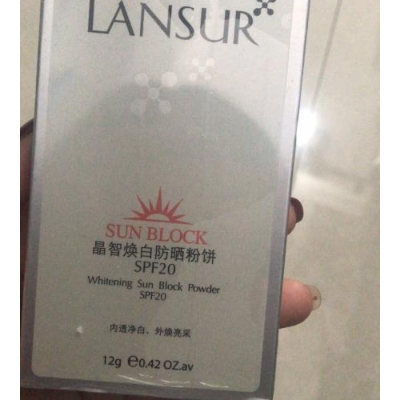 LANSUR
SUN BLOCK
晶智焕白防晒粉饼
SPF20
Whitening Sun Block Powder
SPF20
内透净白、外焕亮采
12g ℮0.42 OZ.av